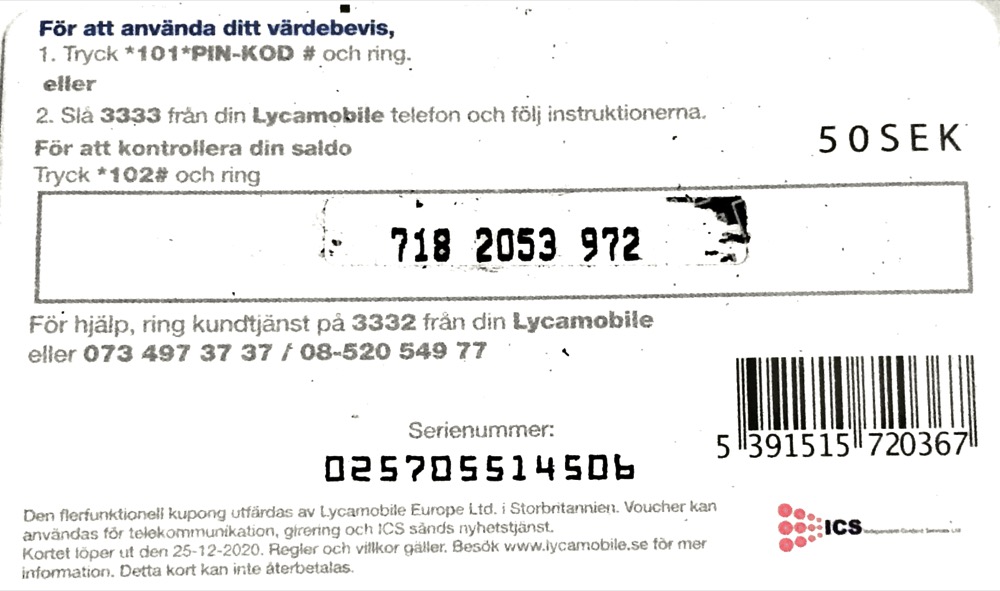 För att använda ditt värdebevis,
1. Tryck *101*PIN-KOD # och ring.
eller
2. Slå 3333 från din Lycamobile telefon och följ instruktionerna.
50SEK
För att kontrollera din saldo
Tryck *102# och ring
718 2053 972
För hjälp, ring kundtjänst på 3332 från din Lycamobile
eller 073 497 37 37 / 08-520 549 77
Serienummer:
025705514506
5 391515 720367
Den flerfunktionell kupong utfärdas av Lycamobile Europe Ltd. i Storbritannien. Voucher kan
användas för telekommunikation, girering och ICS sänds nyhetstjänst.
Kortet löper ut den 25-12-2020. Regler och villkor gäller. Besök www.lycamobile.se för mer
information. Detta kort kan inte återbetalas.
ICS Independent Content Services Ltd